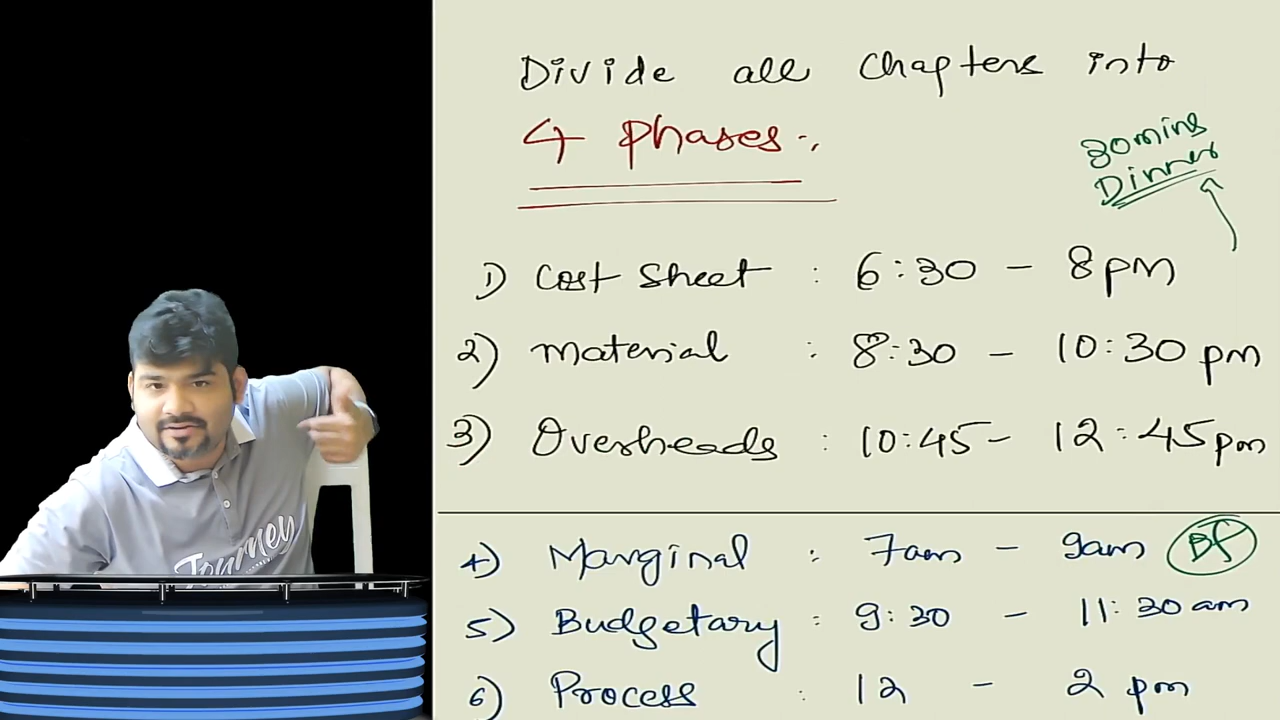 Divide all Chapters into
4 Phases :.
30mins
Dinner
1) Cost Sheet : 6:30 - 8pm
2) Material : 8:30 - 10:30 pm
3) Overheads : 10:45 - 12:45pm
4) Marginal : 7am - 9am BF
5) Budgetary : 9:30 - 11:30 am
6) Process : 12 - 2 pm
Journey